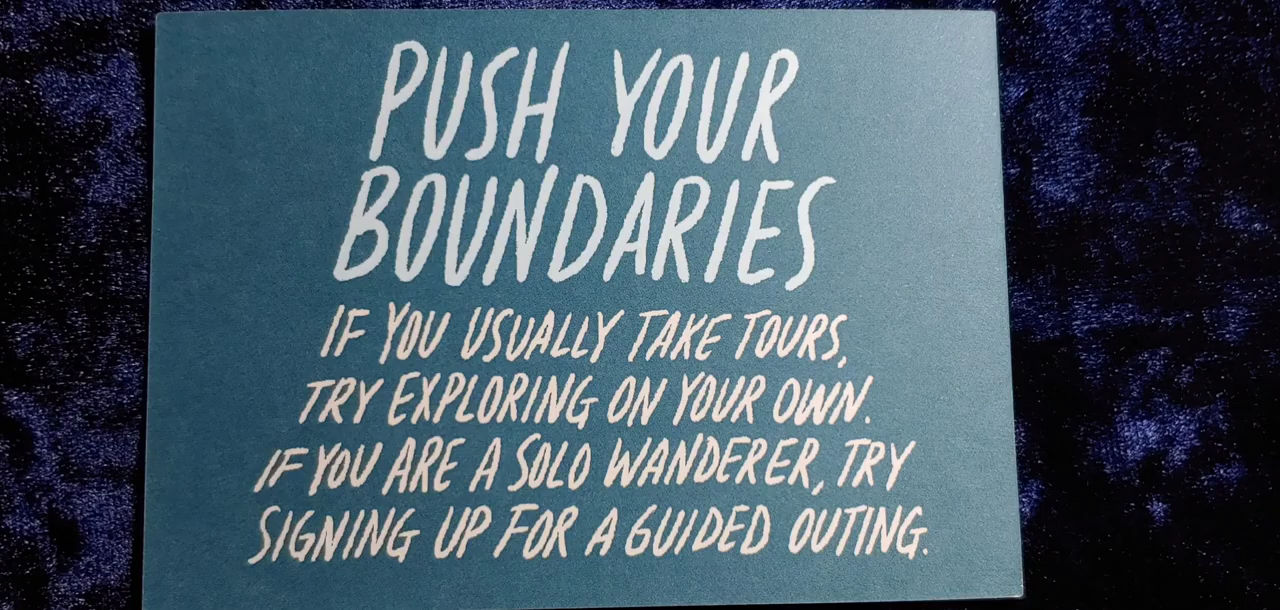 PUSH YOUR
BOUNDARIES
IF YOU USUALLY TAKE TOURS,
TRY EXPLORING ON YOUR OWN.
IF YOU ARE A SOLO WANDERER, TRY
SIGNING UP FOR A GUIDED OUTING.